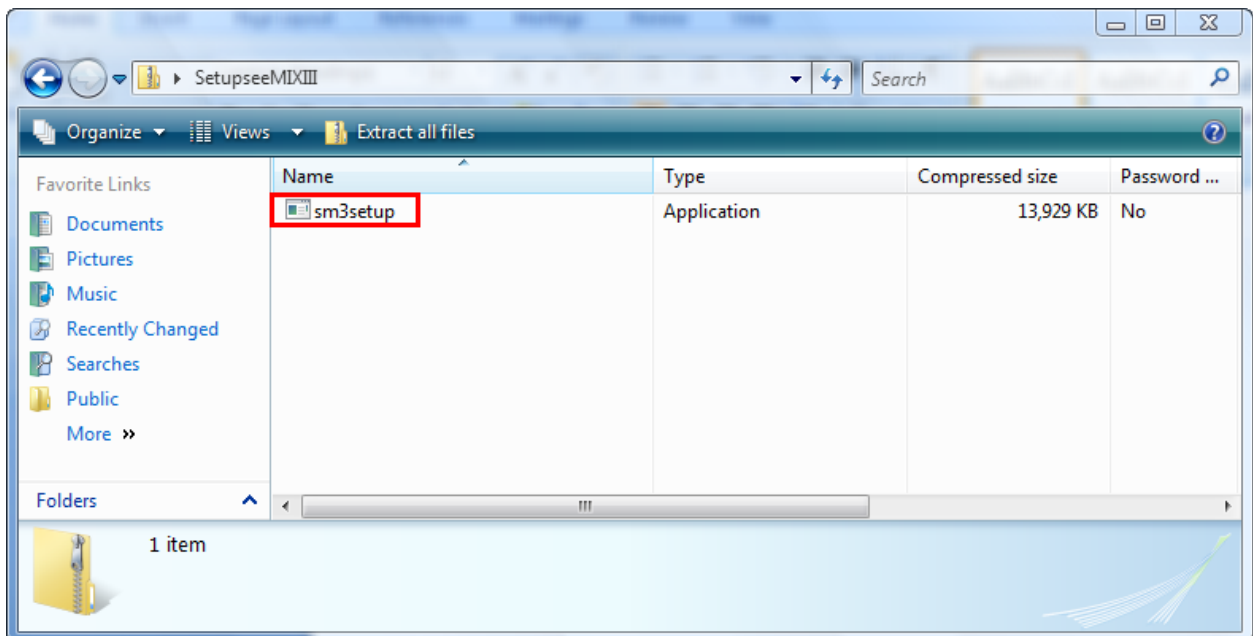 SetupseeMIXIII
Search
Organize Views Extract all files
Favorite Links
Documents
Pictures
Music
Recently Changed
Searches
Public
More »
Folders
Name Type Compressed size Password ...
sm3setup Application 13,929 KB No
1 item